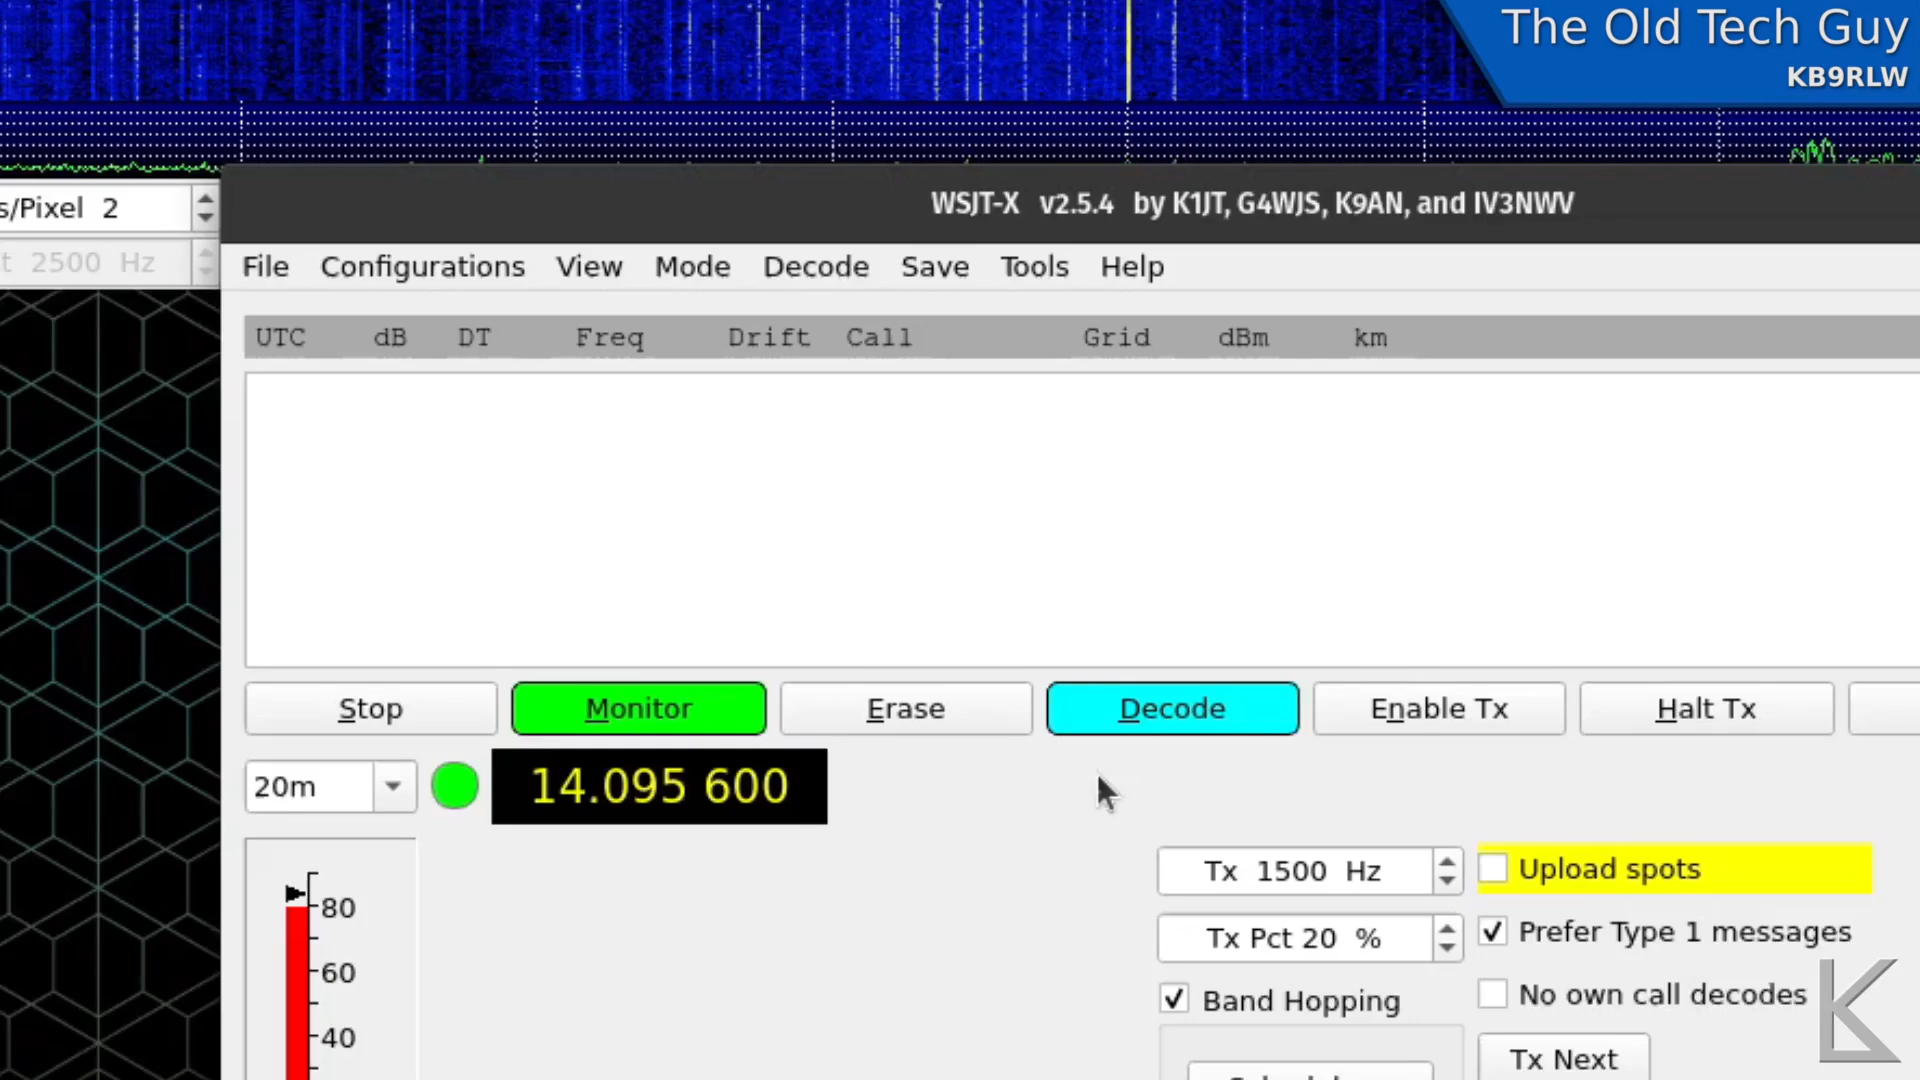 The Old Tech Guy
KB9RLW
s/Pixel 2
WSJT-X v2.5.4 by K1JT, G4WJS, K9AN, and IV3NWV
t 2500 Hz
File Configurations View Mode Decode Save Tools Help
UTC dB DT Freq Drift Call Grid dBm km
Stop Monitor Erase Decode Enable Tx Halt Tx
20m 14.095 600
Tx 1500 Hz Upload spots
80
Tx Pct 20 % Prefer Type 1 messages
60
Band Hopping No own call decodes
40
Tx Next
K